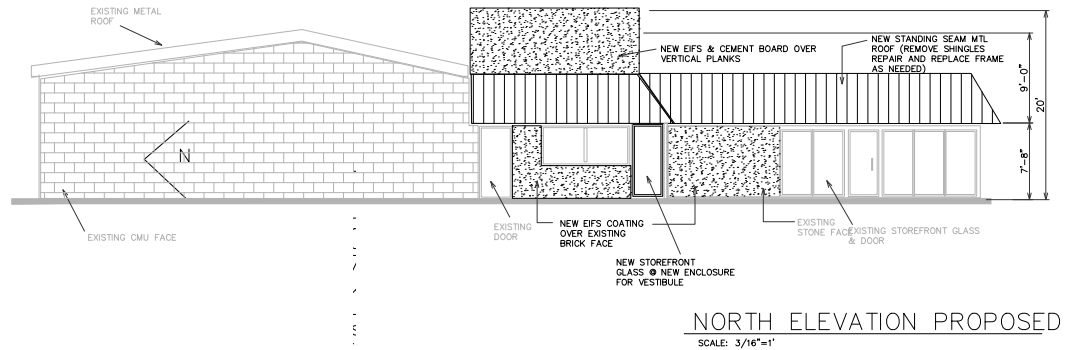 EXISTING METAL
ROOF
NEW EIFS & CEMENT BOARD OVER
VERTICAL PLANKS
NEW STANDING SEAM MTL
ROOF (REMOVE SHINGLES
REPAIR AND REPLACE FRAME
AS NEEDED)
9'-0"
20'
7'-8"
N
EXISTING CMU FACE
EXISTING
DOOR
NEW EIFS COATING
OVER EXISTING
BRICK FACE
EXISTING
STONE FACE
EXISTING STOREFRONT GLASS
& DOOR
NEW STOREFRONT
GLASS @ NEW ENCLOSURE
FOR VESTIBULE
NORTH ELEVATION PROPOSED
SCALE: 3/16"=1'